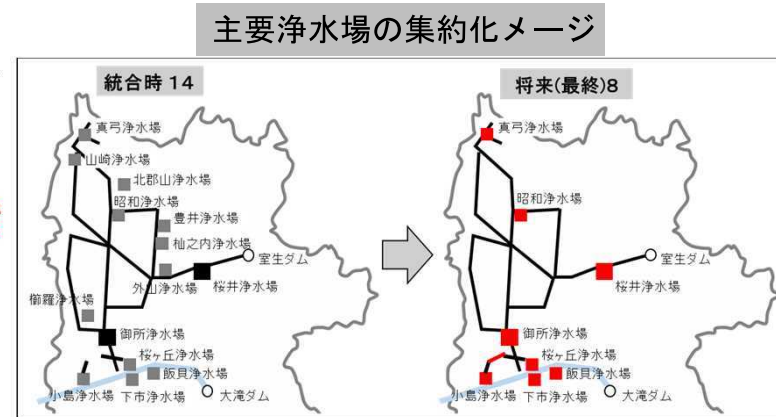 主要浄水場の集約化メージ
統合時 14
真弓浄水場
山崎浄水場
北郡山浄水場
昭和浄水場
豊井浄水場
杣之内浄水場
室生ダム
外山浄水場
桜井浄水場
櫛羅浄水場
御所浄水場
桜ヶ丘浄水場
飯貝浄水場
小島浄水場
下市浄水場
大滝ダム
将来(最終)8
真弓浄水場
昭和浄水場
室生ダム
桜井浄水場
御所浄水場
桜ヶ丘浄水場
飯貝浄水場
小島浄水場
下市浄水場
大滝ダム